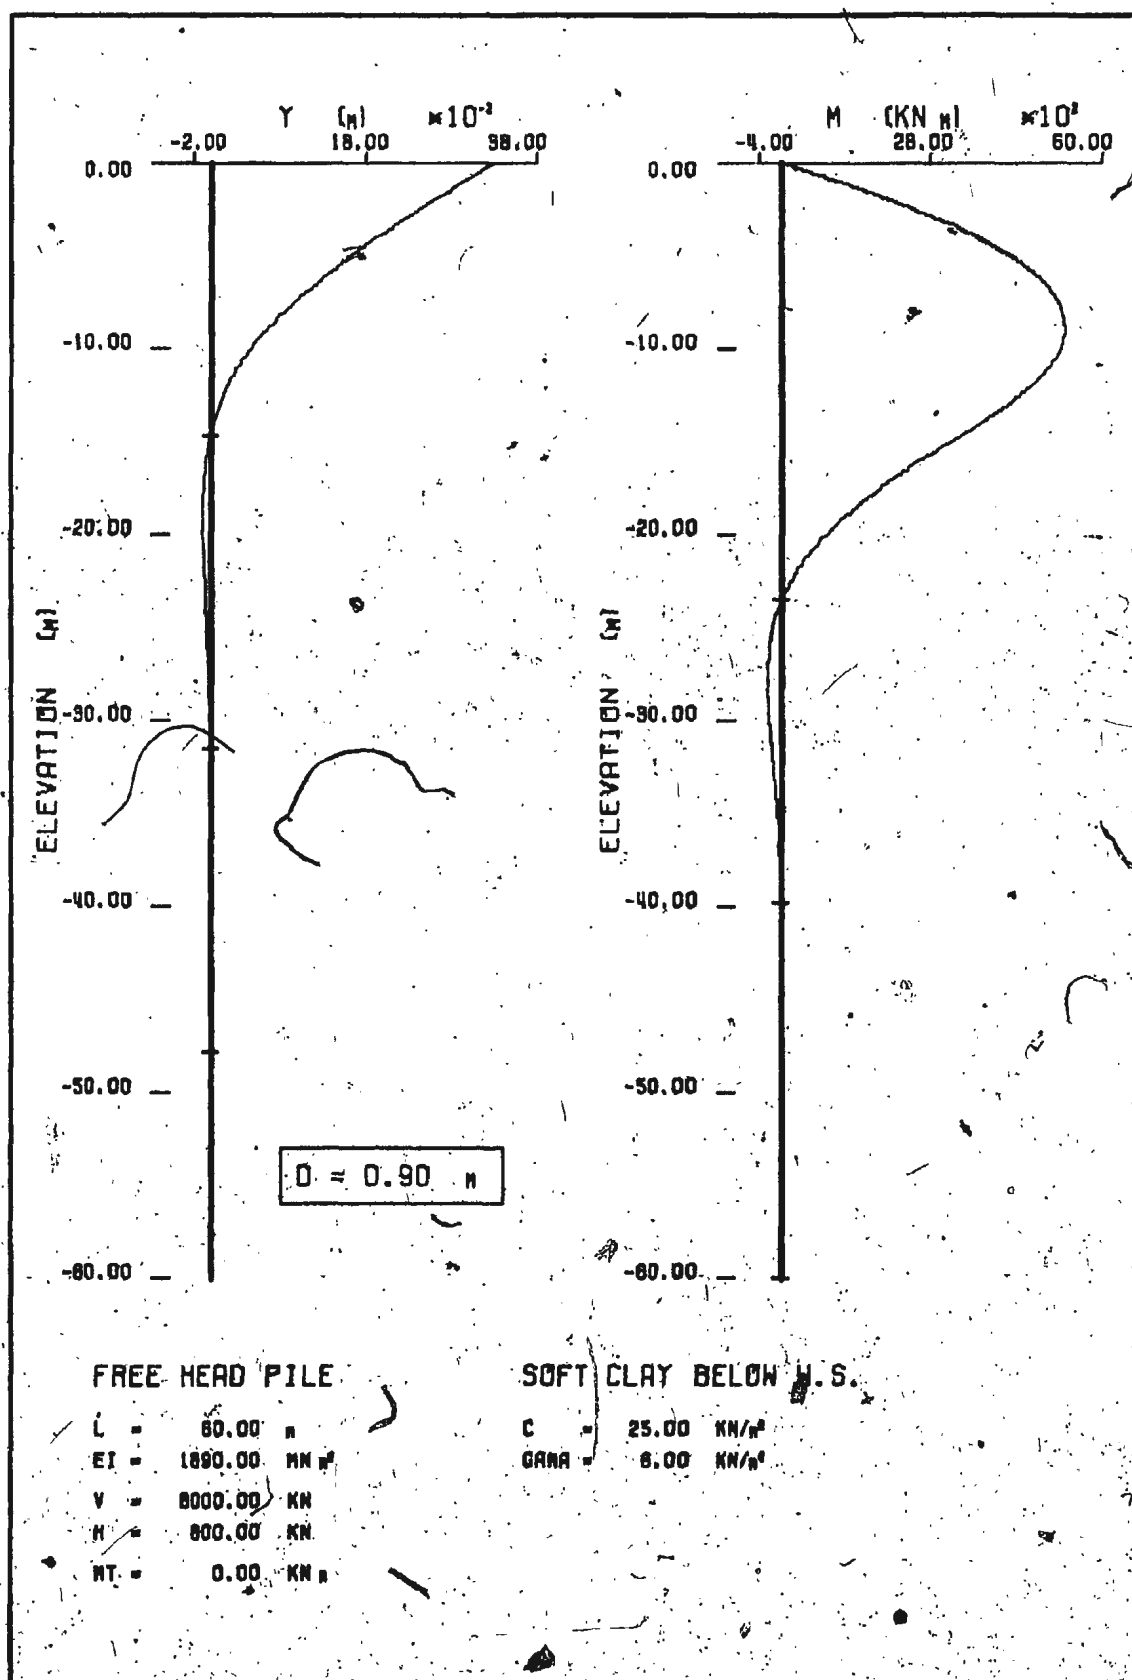 Y (M) *10⁻²
-2.00 18.00 38.00
0.00
-10.00
-20.00
-30.00
-40.00
-50.00
-60.00
ELEVATION (M)
M (KN M) *10²
-4.00 28.00 60.00
0.00
-10.00
-20.00
-30.00
-40.00
-50.00
-60.00
ELEVATION (M)
D = 0.90 M
FREE HEAD PILE
L = 60.00 M
EI = 1890.00 MN M²
V = 8000.00 KN
H = 800.00 KN
MT = 0.00 KN M
SOFT CLAY BELOW W.S.
C = 25.00 KN/M²
GAMA = 6.00 KN/M²